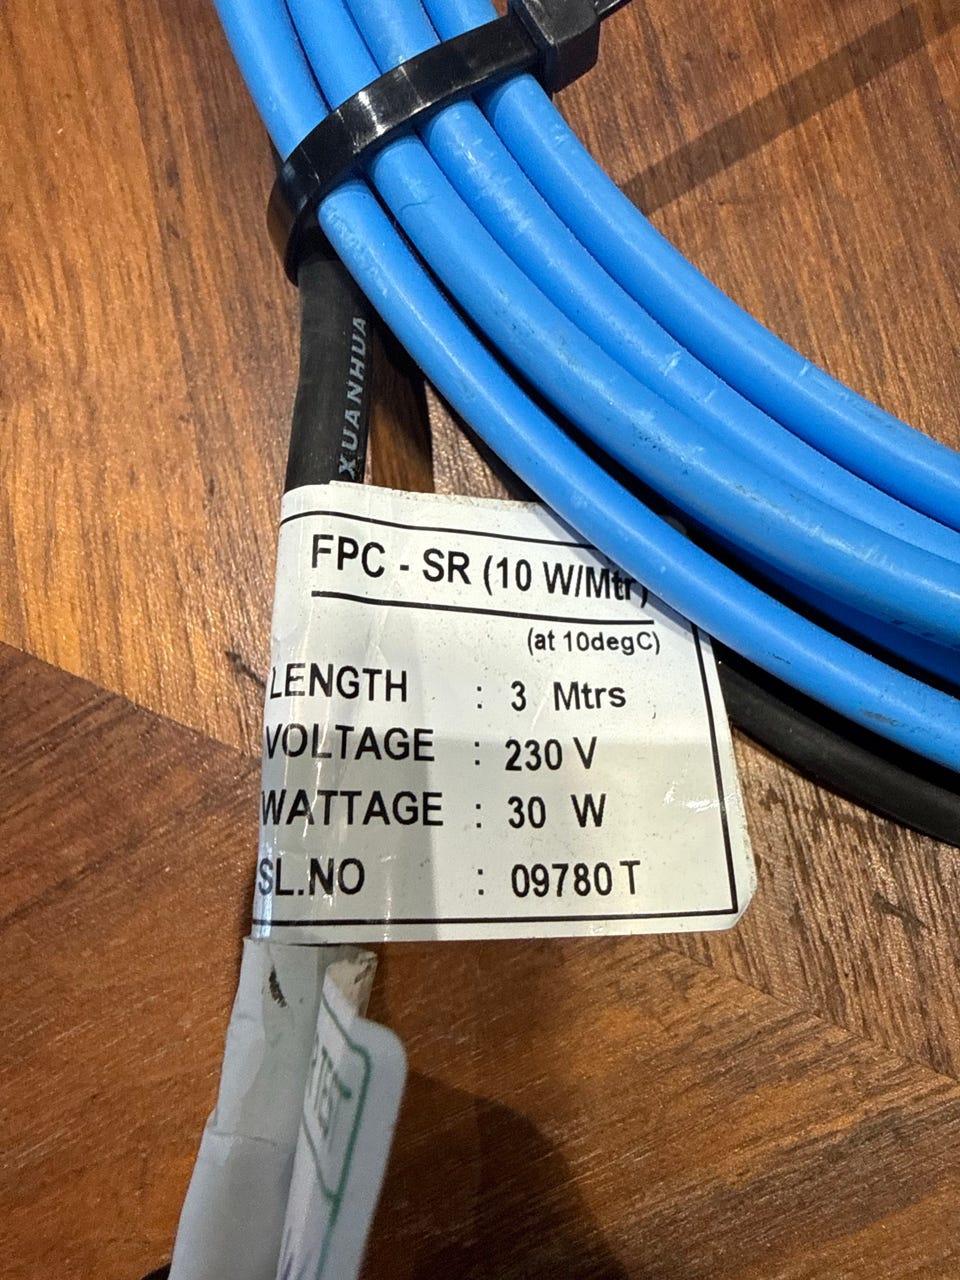 XUANHUA
FPC - SR (10 W/Mtr)
(at 10degC)
LENGTH : 3 Mtrs
VOLTAGE : 230 V
WATTAGE : 30 W
SL.NO : 09780 T